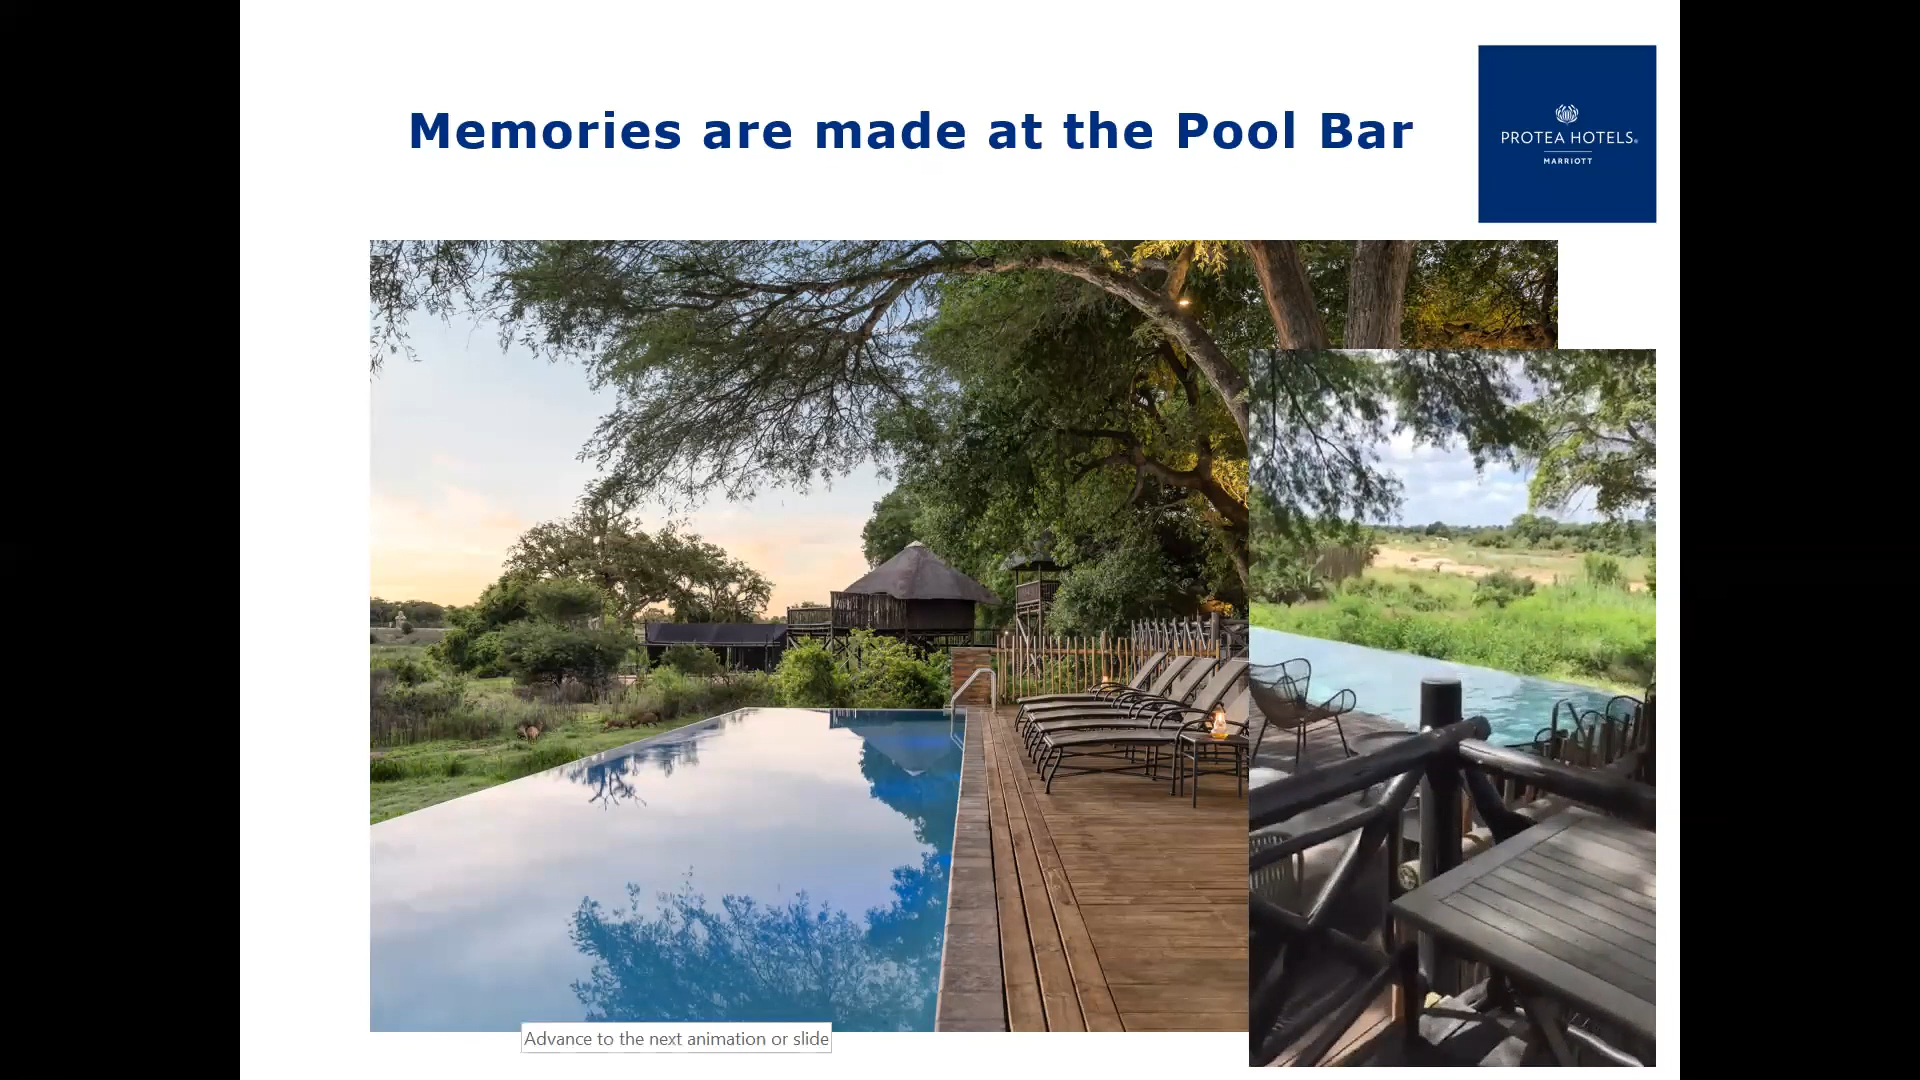 Memories are made at the Pool Bar
PROTEA HOTELS®
MARRIOTT
Advance to the next animation or slide